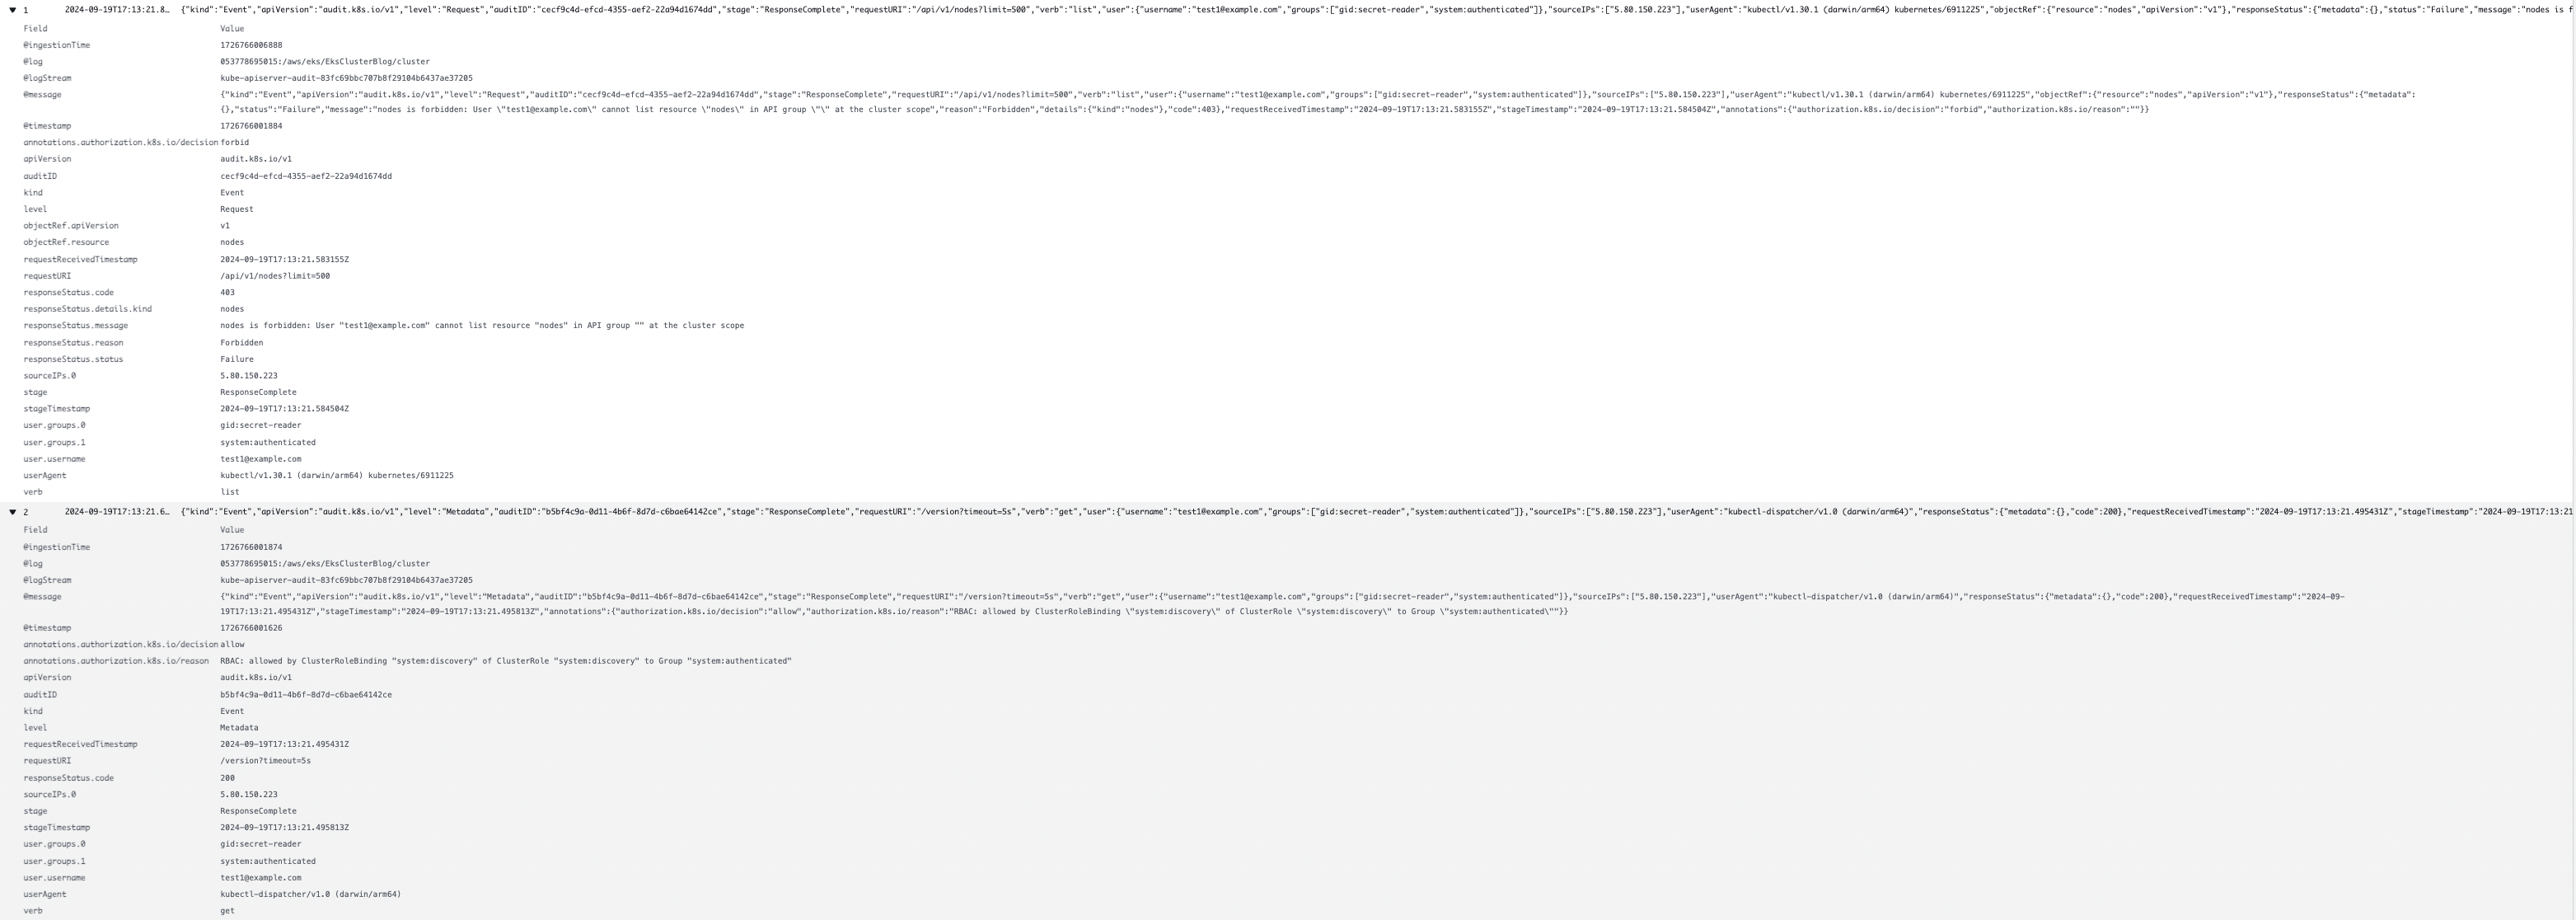 1 2024-09-19T17:13:21.8… {"kind":"Event","apiVersion":"audit.k8s.io/v1","level":"Request","auditID":"cecf9c4d-efcd-4355-aef2-22a94d1674dd","stage":"ResponseComplete","requestURI":"/api/v1/nodes?limit=500","verb":"list","user":{"username":"test1@example.com","groups":["gid:secret-reader","system:authenticated"]},"sourceIPs":["5.80.150.223"],"userAgent":"kubectl/v1.30.1 (darwin/arm64) kubernetes/6911225","objectRef":{"resource":"nodes","apiVersion":"v1"},"responseStatus":{"metadata":{},"status":"Failure","message":"nodes is f
Field Value
@ingestionTime 1726766006888
@log 053778695015:/aws/eks/EksClusterBlog/cluster
@logStream kube-apiserver-audit-83fc69bbc707b8f29104b6437ae37205
@message {"kind":"Event","apiVersion":"audit.k8s.io/v1","level":"Request","auditID":"cecf9c4d-efcd-4355-aef2-22a94d1674dd","stage":"ResponseComplete","requestURI":"/api/v1/nodes?limit=500","verb":"list","user":{"username":"test1@example.com","groups":["gid:secret-reader","system:authenticated"]},"sourceIPs":["5.80.150.223"],"userAgent":"kubectl/v1.30.1 (darwin/arm64) kubernetes/6911225","objectRef":{"resource":"nodes","apiVersion":"v1"},"responseStatus":{"metadata":
{},"status":"Failure","message":"nodes is forbidden: User \"test1@example.com\" cannot list resource \"nodes\" in API group \"\" at the cluster scope","reason":"Forbidden","details":{"kind":"nodes"},"code":403},"requestReceivedTimestamp":"2024-09-19T17:13:21.583155Z","stageTimestamp":"2024-09-19T17:13:21.584504Z","annotations":{"authorization.k8s.io/decision":"forbid","authorization.k8s.io/reason":""}}
@timestamp 1726766001884
annotations.authorization.k8s.io/decision forbid
apiVersion audit.k8s.io/v1
auditID cecf9c4d-efcd-4355-aef2-22a94d1674dd
kind Event
level Request
objectRef.apiVersion v1
objectRef.resource nodes
requestReceivedTimestamp 2024-09-19T17:13:21.583155Z
requestURI /api/v1/nodes?limit=500
responseStatus.code 403
responseStatus.details.kind nodes
responseStatus.message nodes is forbidden: User "test1@example.com" cannot list resource "nodes" in API group "" at the cluster scope
responseStatus.reason Forbidden
responseStatus.status Failure
sourceIPs.0 5.80.150.223
stage ResponseComplete
stageTimestamp 2024-09-19T17:13:21.584504Z
user.groups.0 gid:secret-reader
user.groups.1 system:authenticated
user.username test1@example.com
userAgent kubectl/v1.30.1 (darwin/arm64) kubernetes/6911225
verb list
2 2024-09-19T17:13:21.6… {"kind":"Event","apiVersion":"audit.k8s.io/v1","level":"Metadata","auditID":"b5bf4c9a-0d11-4b6f-8d7d-c6bae64142ce","stage":"ResponseComplete","requestURI":"/version?timeout=5s","verb":"get","user":{"username":"test1@example.com","groups":["gid:secret-reader","system:authenticated"]},"sourceIPs":["5.80.150.223"],"userAgent":"kubectl-dispatcher/v1.0 (darwin/arm64)","responseStatus":{"metadata":{},"code":200},"requestReceivedTimestamp":"2024-09-19T17:13:21.495431Z","stageTimestamp":"2024-09-19T17:13:21
Field Value
@ingestionTime 1726766001874
@log 053778695015:/aws/eks/EksClusterBlog/cluster
@logStream kube-apiserver-audit-83fc69bbc707b8f29104b6437ae37205
@message {"kind":"Event","apiVersion":"audit.k8s.io/v1","level":"Metadata","auditID":"b5bf4c9a-0d11-4b6f-8d7d-c6bae64142ce","stage":"ResponseComplete","requestURI":"/version?timeout=5s","verb":"get","user":{"username":"test1@example.com","groups":["gid:secret-reader","system:authenticated"]},"sourceIPs":["5.80.150.223"],"userAgent":"kubectl-dispatcher/v1.0 (darwin/arm64)","responseStatus":{"metadata":{},"code":200},"requestReceivedTimestamp":"2024-09-
19T17:13:21.495431Z","stageTimestamp":"2024-09-19T17:13:21.495813Z","annotations":{"authorization.k8s.io/decision":"allow","authorization.k8s.io/reason":"RBAC: allowed by ClusterRoleBinding \"system:discovery\" of ClusterRole \"system:discovery\" to Group \"system:authenticated\""}}
@timestamp 1726766001626
annotations.authorization.k8s.io/decision allow
annotations.authorization.k8s.io/reason RBAC: allowed by ClusterRoleBinding "system:discovery" of ClusterRole "system:discovery" to Group "system:authenticated"
apiVersion audit.k8s.io/v1
auditID b5bf4c9a-0d11-4b6f-8d7d-c6bae64142ce
kind Event
level Metadata
requestReceivedTimestamp 2024-09-19T17:13:21.495431Z
requestURI /version?timeout=5s
responseStatus.code 200
sourceIPs.0 5.80.150.223
stage ResponseComplete
stageTimestamp 2024-09-19T17:13:21.495813Z
user.groups.0 gid:secret-reader
user.groups.1 system:authenticated
user.username test1@example.com
userAgent kubectl-dispatcher/v1.0 (darwin/arm64)
verb get